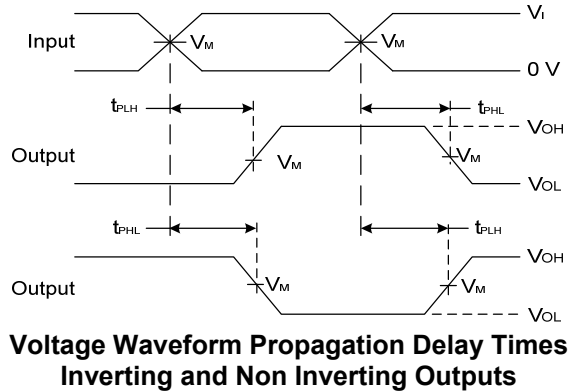 VI
Input VM VM
0 V
tPLH tPHL
VOH
Output VM VM
VOL
tPHL tPLH
VOH
Output VM VM
VOL
Voltage Waveform Propagation Delay Times
Inverting and Non Inverting Outputs